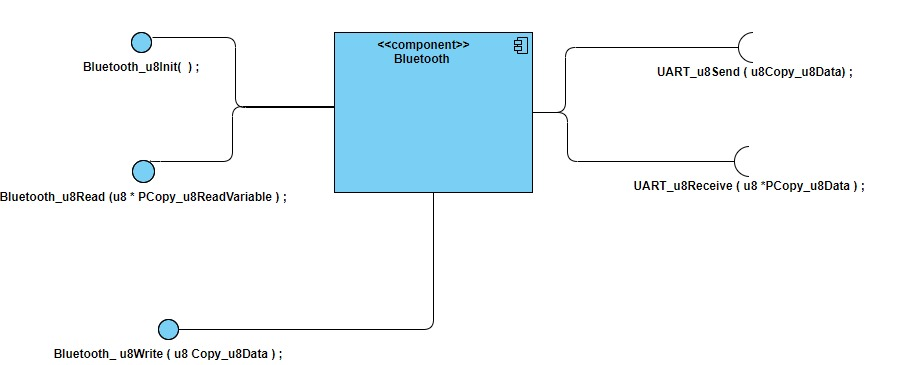 <<component>>
Bluetooth
Bluetooth_u8Init(  ) ;
UART_u8Send ( u8Copy_u8Data) ;
Bluetooth_u8Read (u8 * PCopy_u8ReadVariable ) ;
UART_u8Receive ( u8 *PCopy_u8Data ) ;
Bluetooth_ u8Write ( u8 Copy_u8Data ) ;